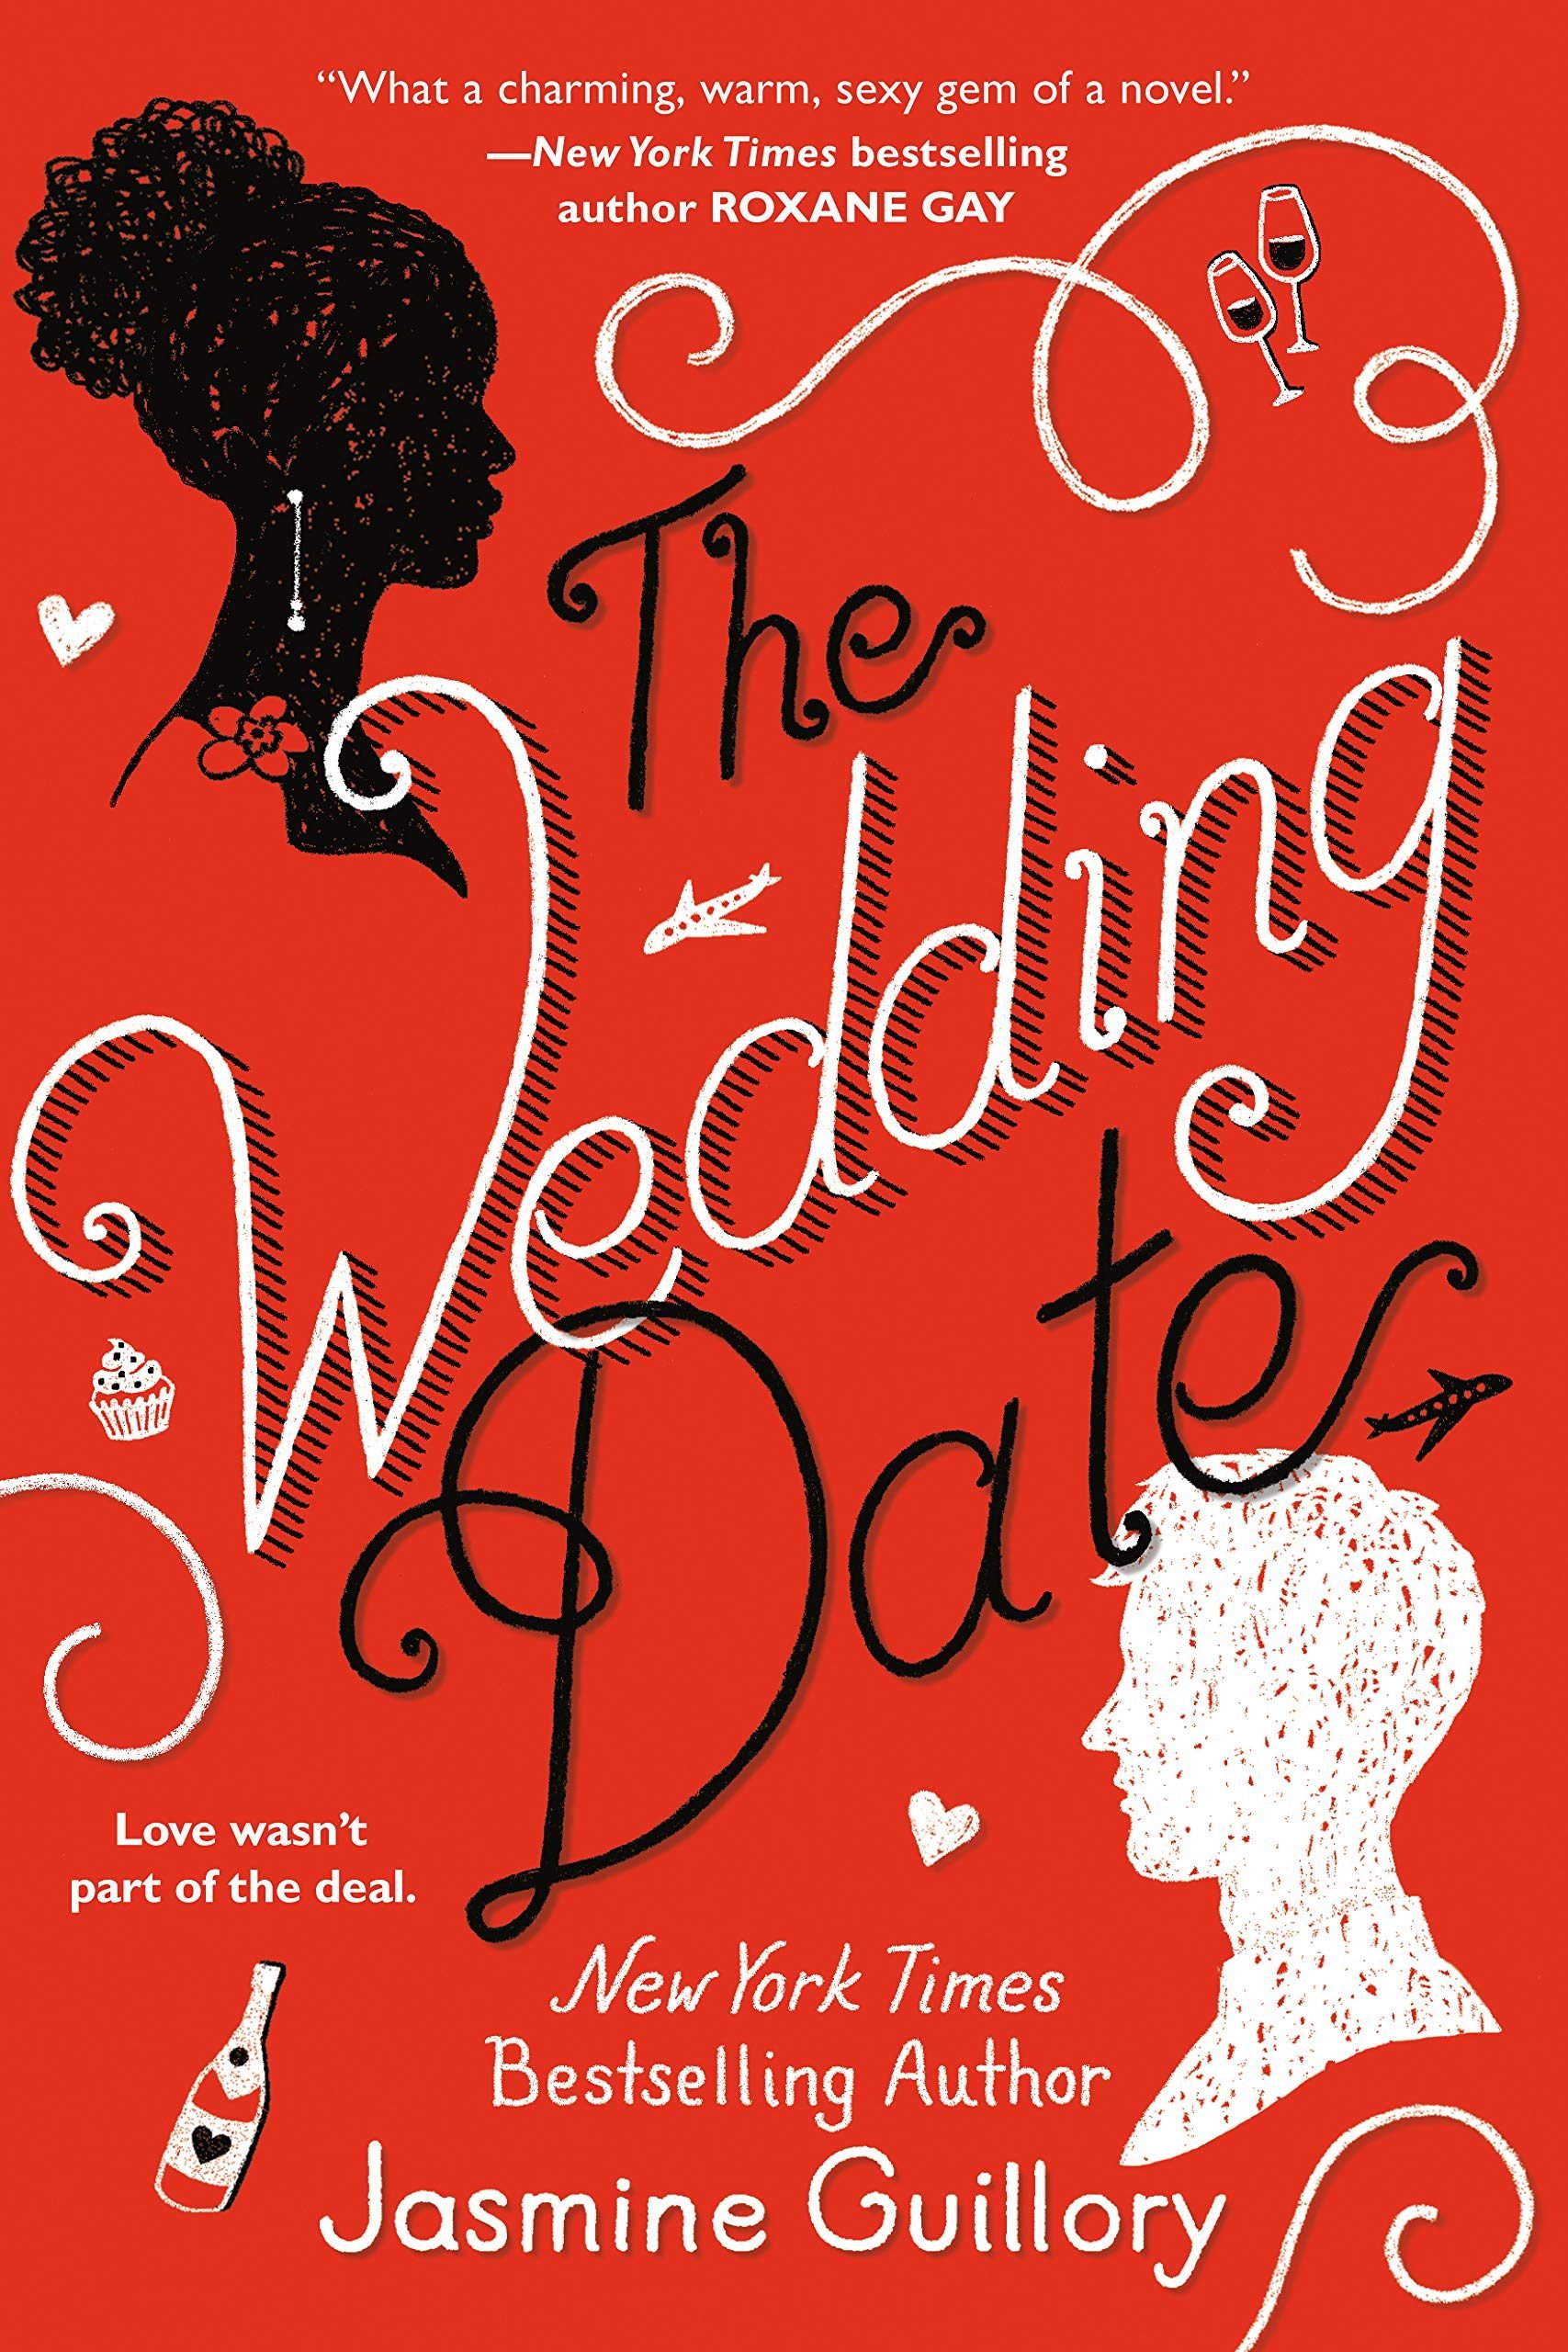 “What a charming, warm, sexy gem of a novel.”
—New York Times bestselling
author ROXANE GAY
The
Wedding
Date
Love wasn’t
part of the deal.
New York Times
Bestselling Author
Jasmine Guillory